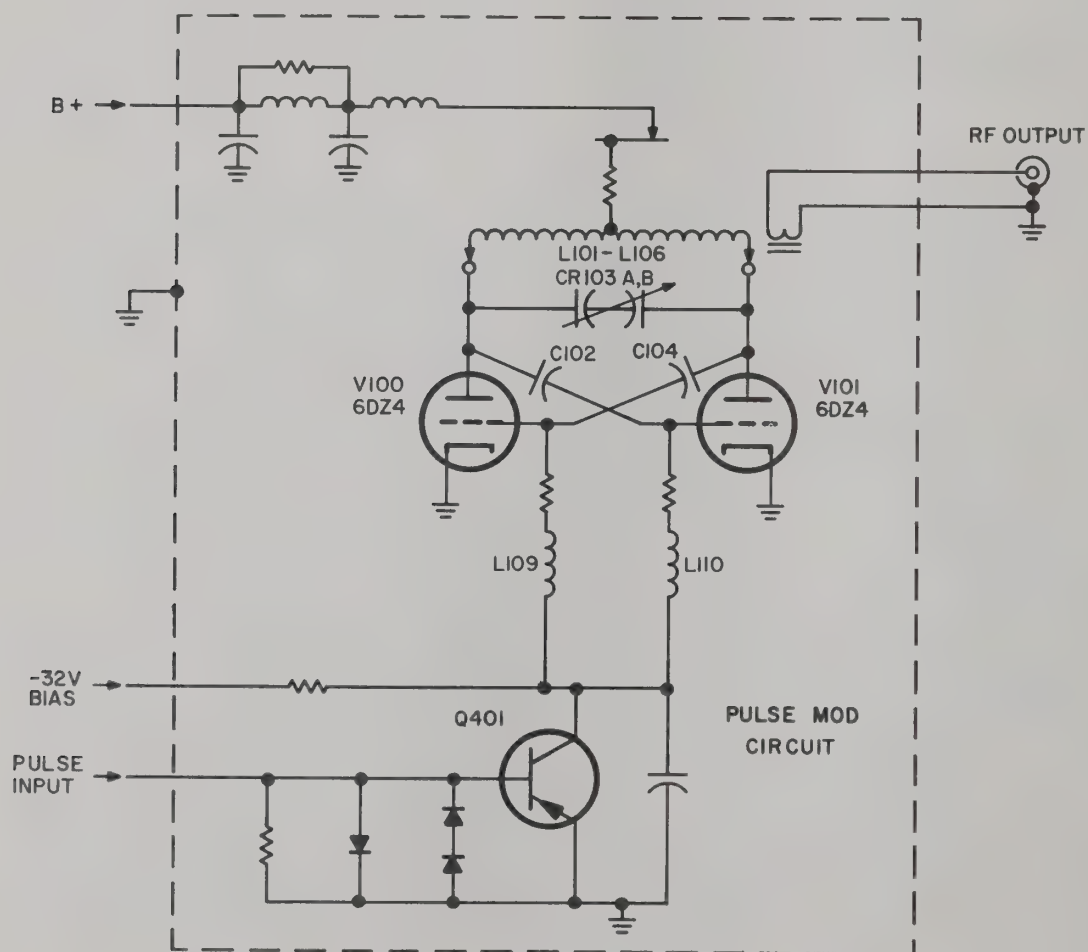 B+
RF OUTPUT
L101-L106
CR103 A,B
C102
C104
V100
6DZ4
V101
6DZ4
L109
L110
-32V
BIAS
Q401
PULSE MOD
CIRCUIT
PULSE
INPUT